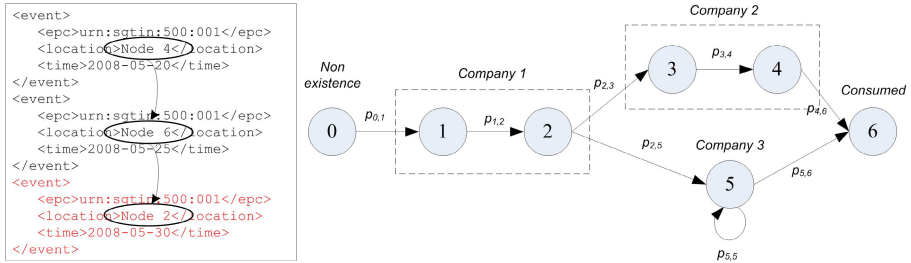 <event>
<epc>urn:sgtin:500:001</epc>
<location>Node 4</location>
<time>2008-05-20</time>
</event>
<event>
<epc>urn:sgtin:500:001</epc>
<location>Node 6</location>
<time>2008-05-25</time>
</event>
<event>
<epc>urn:sgtin:500:001</epc>
<location>Node 2</location>
<time>2008-05-30</time>
</event>
Non
existence
0
p0,1
Company 1
1
p1,2
2
p2,3
p2,5
Company 2
3
p3,4
4
p4,6
Company 3
5
p5,5
p5,6
Consumed
6